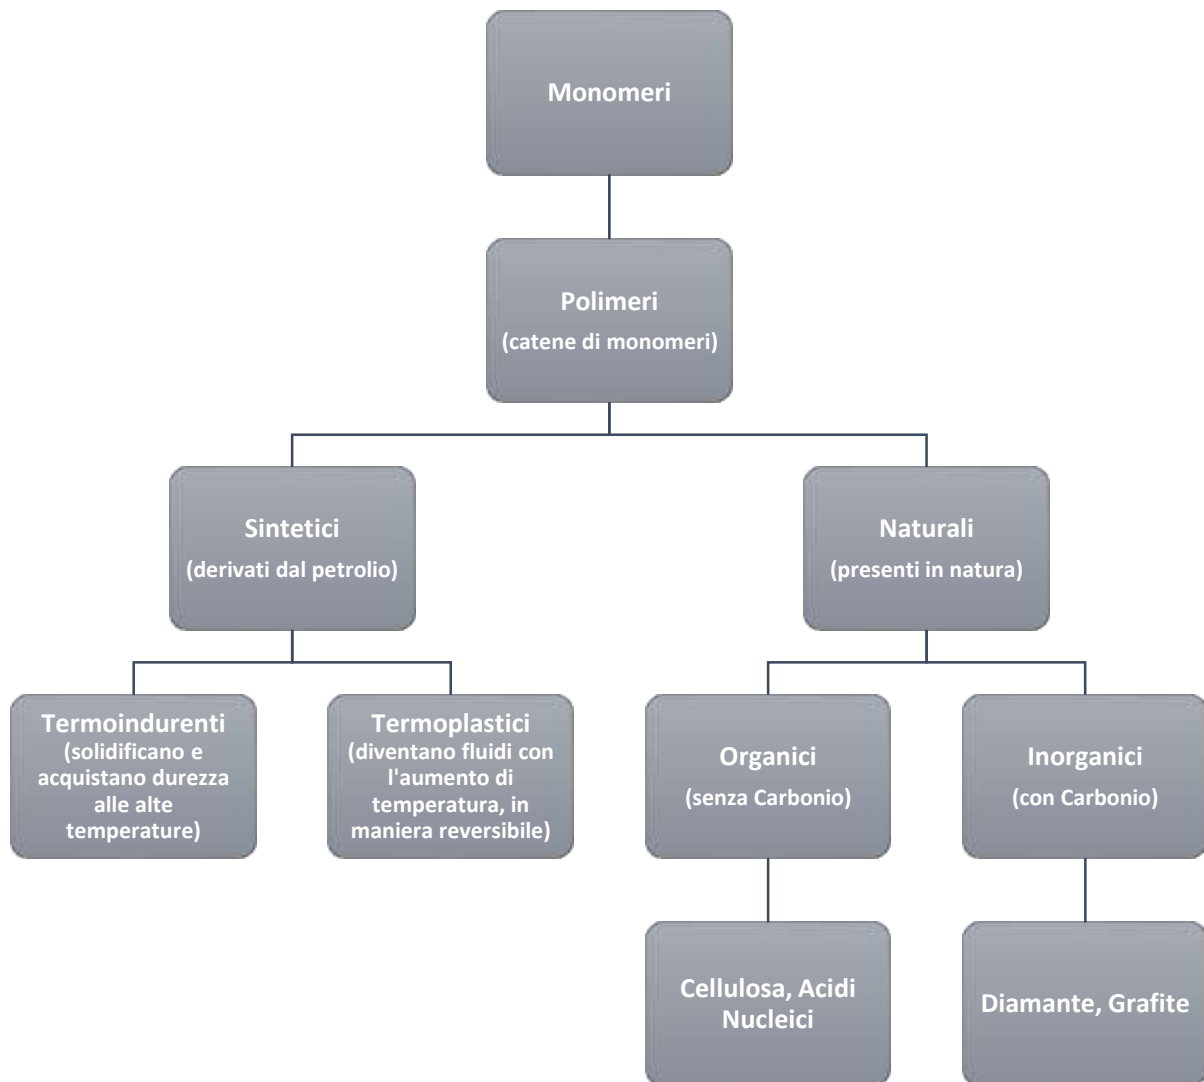 Monomeri
Polimeri
(catene di monomeri)
Sintetici
(derivati dal petrolio)
Naturali
(presenti in natura)
Termoindurenti
(solidificano e
acquistano durezza
alle alte
temperature)
Termoplastici
(diventano fluidi con
l'aumento di
temperatura, in
maniera reversibile)
Organici
(senza Carbonio)
Inorganici
(con Carbonio)
Cellulosa, Acidi
Nucleici
Diamante, Grafite